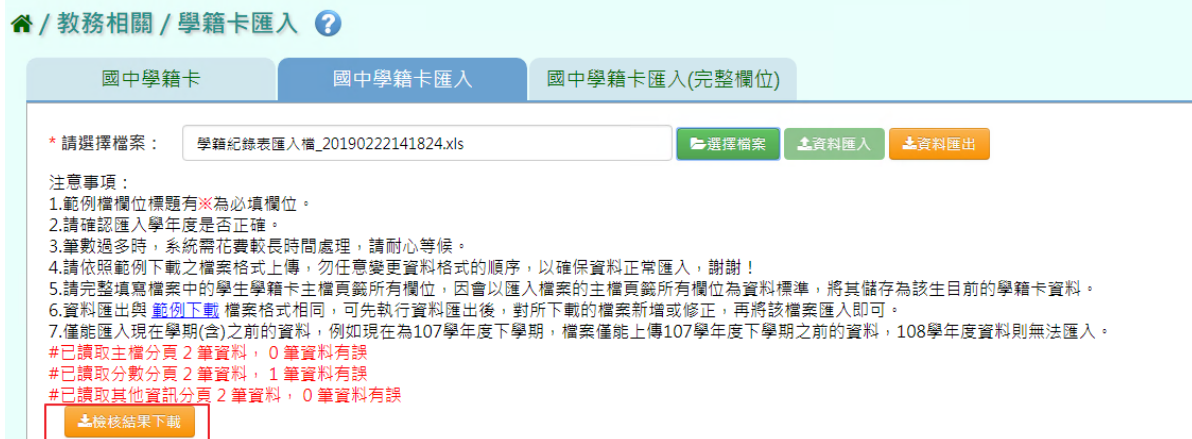 / 教務相關 / 學籍卡匯入 ?
國中學籍卡 國中學籍卡匯入 國中學籍卡匯入(完整欄位)
* 請選擇檔案： 學籍紀錄表匯入檔_20190222141824.xls 選擇檔案 資料匯入 資料匯出
注意事項：
1.範例檔欄位標題有※為必填欄位。
2.請確認匯入學年度是否正確。
3.筆數過多時，系統需花費較長時間處理，請耐心等候。
4.請依照範例下載之檔案格式上傳，勿任意變更資料格式的順序，以確保資料正常匯入，謝謝！
5.請完整填寫檔案中的學生學籍卡主檔頁籤所有欄位，因會以匯入檔案的主檔頁籤所有欄位為資料標準，將其儲存為該生目前的學籍卡資料。
6.資料匯出與 範例下載 檔案格式相同，可先執行資料匯出後，對所下載的檔案新增或修正，再將該檔案匯入即可。
7.僅能匯入現在學期(含)之前的資料，例如現在為107學年度下學期，檔案僅能上傳107學年度下學期之前的資料，108學年度資料則無法匯入。
#已讀取主檔分頁 2 筆資料， 0 筆資料有誤
#已讀取分數分頁 2 筆資料， 1 筆資料有誤
#已讀取其他資訊分頁 2 筆資料， 0 筆資料有誤
檢核結果下載